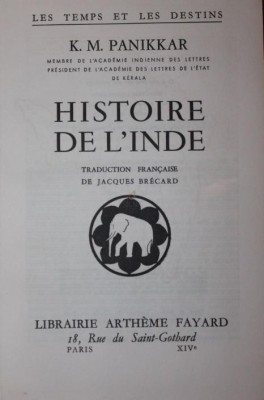 LES TEMPS ET LES DESTINS
K. M. PANIKKAR
MEMBRE DE L'ACADÉMIE INDIENNE DES LETTRES
PRÉSIDENT DE L'ACADÉMIE DES LETTRES DE L'ÉTAT
DE KÉRALA
HISTOIRE
DE L'INDE
TRADUCTION FRANÇAISE
DE JACQUES BRÉCARD
LIBRAIRIE ARTHÈME FAYARD
18, Rue du Saint-Gothard
PARIS XIVe